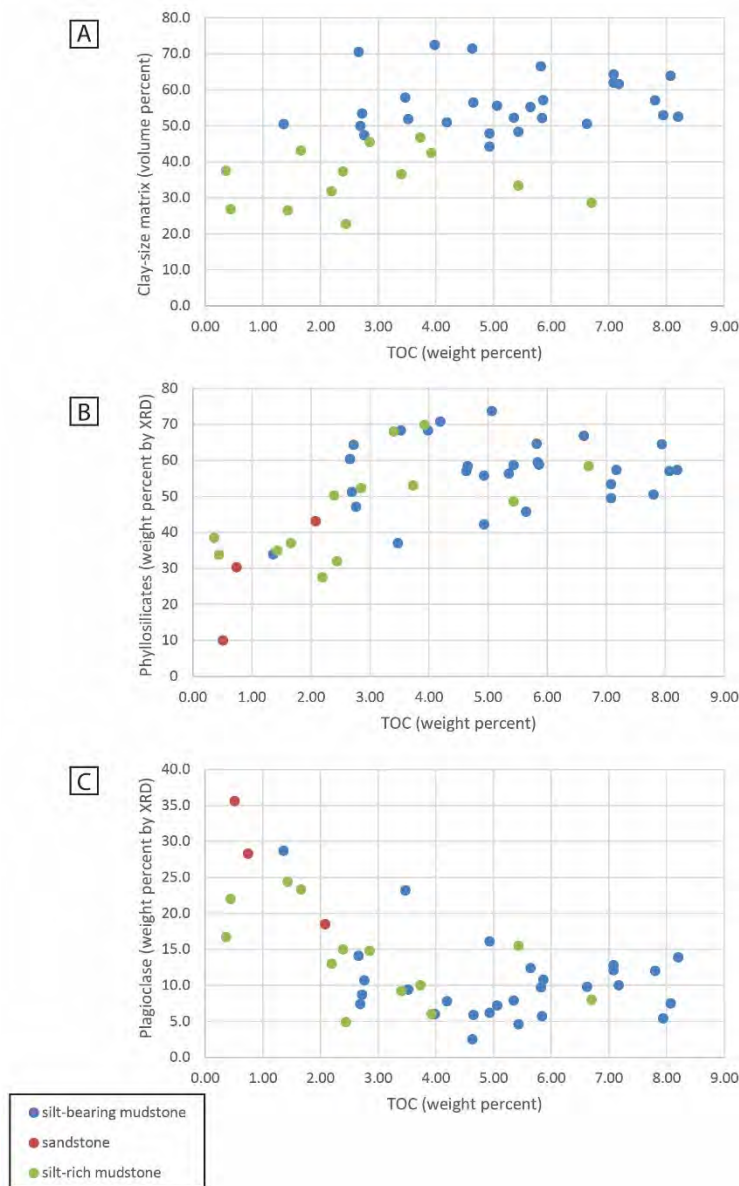 A
Clay-size matrix (volume percent)
80.0
70.0
60.0
50.0
40.0
30.0
20.0
10.0
0.0
0.00 1.00 2.00 3.00 4.00 5.00 6.00 7.00 8.00 9.00
TOC (weight percent)
B
Phyllosilicates (weight percent by XRD)
80
70
60
50
40
30
20
10
0
0.00 1.00 2.00 3.00 4.00 5.00 6.00 7.00 8.00 9.00
TOC (weight percent)
C
Plagioclase (weight percent by XRD)
40.0
35.0
30.0
25.0
20.0
15.0
10.0
5.0
0.0
0.00 1.00 2.00 3.00 4.00 5.00 6.00 7.00 8.00 9.00
TOC (weight percent)
silt-bearing mudstone
sandstone
silt-rich mudstone